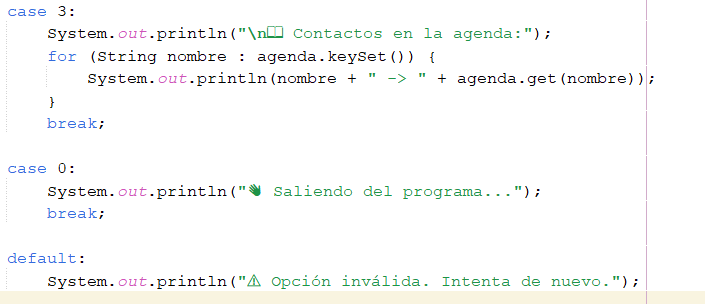 case 3:
System.out.println("\n📖 Contactos en la agenda:");
for (String nombre : agenda.keySet()) {
System.out.println(nombre + " -> " + agenda.get(nombre));
}
break;
case 0:
System.out.println("👋 Saliendo del programa...");
break;
default:
System.out.println("⚠ Opción inválida. Intenta de nuevo.");